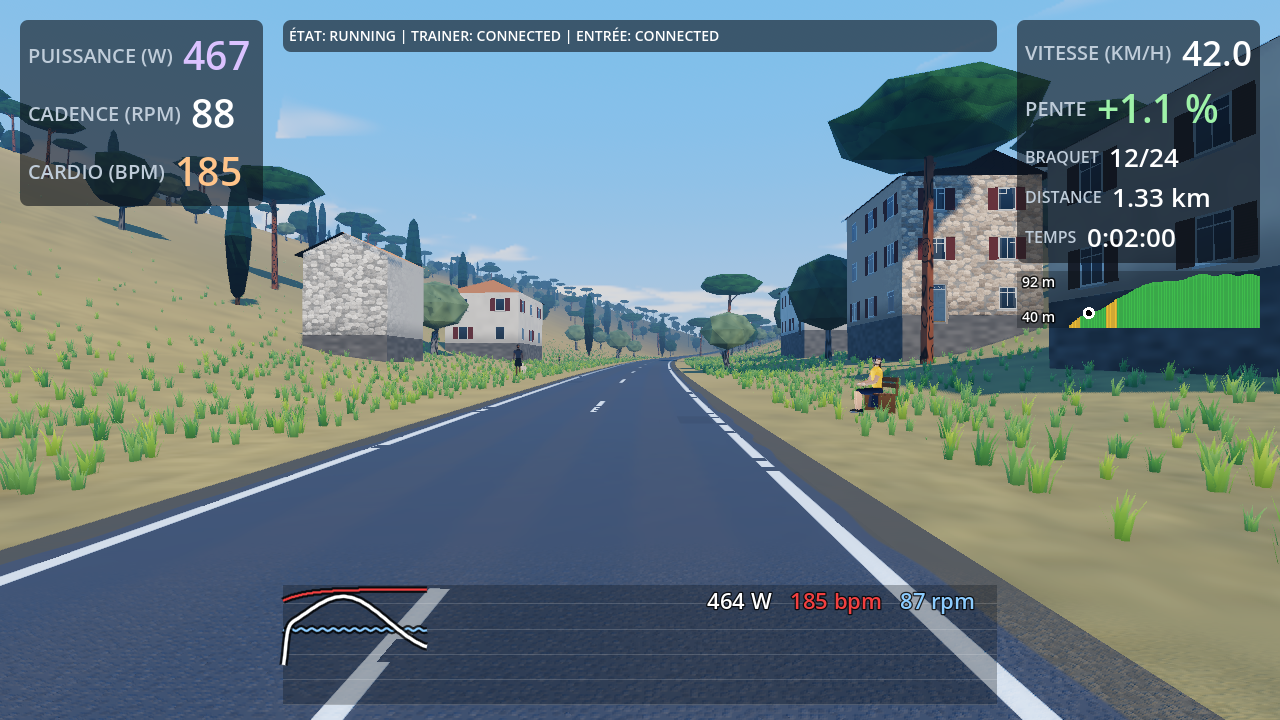 PUISSANCE (W) 467
CADENCE (RPM) 88
CARDIO (BPM) 185
ÉTAT: RUNNING | TRAINER: CONNECTED | ENTRÉE: CONNECTED
VITESSE (KM/H) 42.0
PENTE +1.1 %
BRAQUET 12/24
DISTANCE 1.33 km
TEMPS 0:02:00
92 m
40 m
464 W 185 bpm 87 rpm